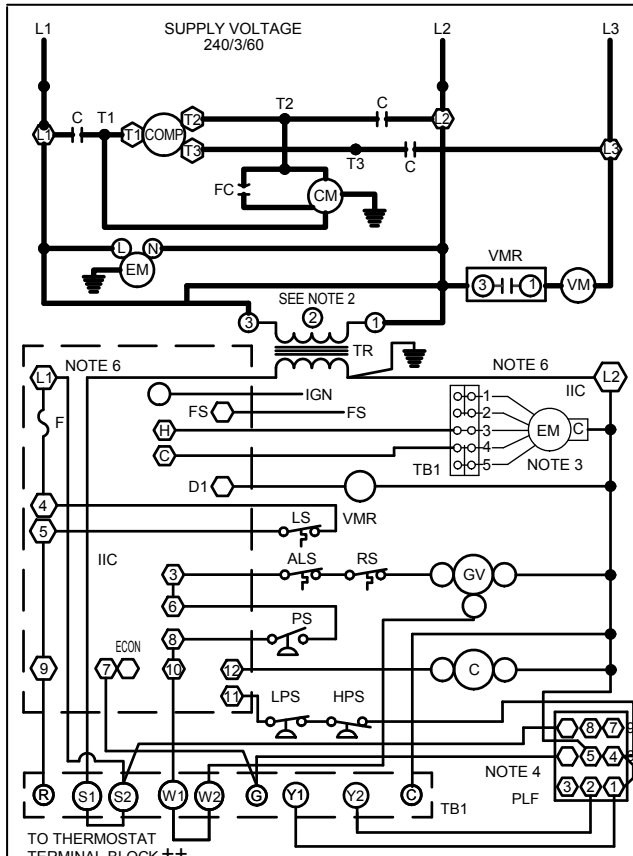 L1 SUPPLY VOLTAGE L2 L3
240/3/60
C T1 T2 T2 C
L1 T1 COMP L2
T3 T3 C L3
FC CM
L N VMR
EM 3 1 VM
SEE NOTE 2
3 2 1
TR
NOTE 6 NOTE 6
L1 L2
IGN IIC
F FS FS 1
2
H 3 EM C
C 4
D1 TB1 5 NOTE 3
4 LS VMR
5
IIC ALS RS
3 GV
6
PS
8
ECON
9 7 10 12 C
11 LPS HPS
8 7 9
NOTE 4 5 4 6
R S1 S2 W1 W2 G Y1 Y2 C 3 2 1
TB1 PLF
TO THERMOSTAT
TERMINAL BLOCK ++